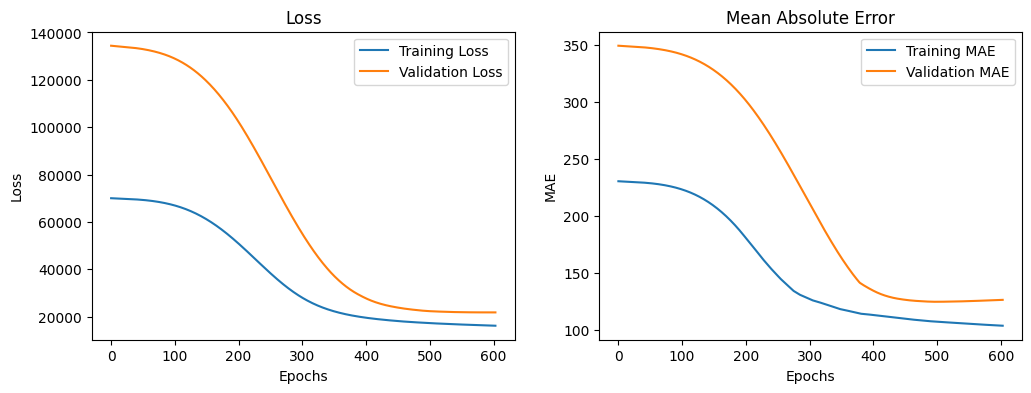 Loss
Training Loss
Validation Loss
140000
120000
100000
80000
60000
40000
20000
Loss
0 100 200 300 400 500 600
Epochs
Mean Absolute Error
Training MAE
Validation MAE
350
300
250
200
150
100
MAE
0 100 200 300 400 500 600
Epochs